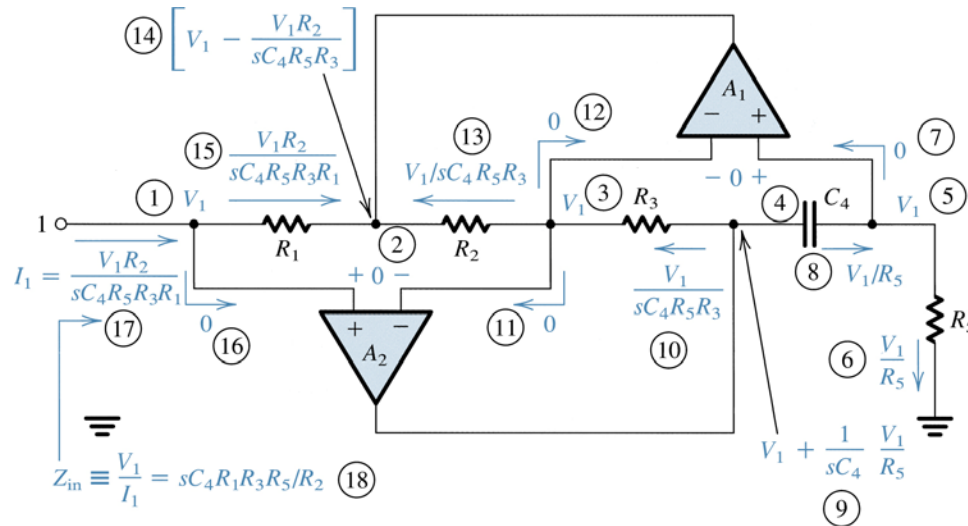 ⑭ [V₁ − V₁R₂ / sC₄R₅R₃]
A₁
− +
− 0 +
⑫ 0
0 ⑦
⑮ V₁R₂ / sC₄R₅R₃R₁
⑬ V₁/sC₄R₅R₃
① V₁
③ V₁ R₃
④ C₄
⑤ V₁
1
R₁
②
R₂
⑧ V₁/R₅
I₁ = V₁R₂ / sC₄R₅R₃R₁
+ 0 −
⑰
0 ⑯
⑪ 0
V₁ / sC₄R₅R₃
⑩
+ −
A₂
⑥ V₁ / R₅
V₁ + 1 / sC₄ V₁ / R₅
⑨
Zin ≡ V₁ / I₁ = sC₄R₁R₃R₅/R₂ ⑱